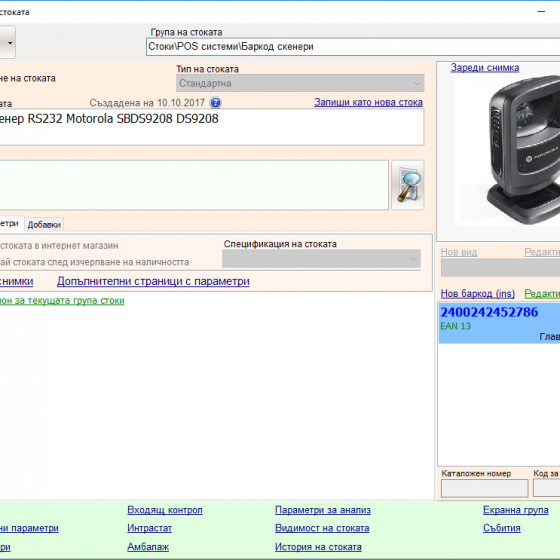 стоката
Група на стоката
Стоки\POS системи\Баркод скенери
не на стоката
Тип на стоката
Стандартна
Зареди снимка
ата
Създадена на 10.10.2017
Запиши като нова стока
енер RS232 Motorola SBDS9208 DS9208
MOTOROLA
етри
Добавки
стоката в интернет магазин
ай стоката след изчерпване на наличността
Спецификация на стоката
Нов вид
Редакти
снимки
Допълнителни страници с параметри
Нов баркод (ins)
Редакти
он за текущата група стоки
2400242452786
EAN 13
Глав
Каталожен номер
Код за
Входящ контрол
Параметри за анализ
Екранна група
ни параметри
Интрастат
Видимост на стоката
Събития
ри
Амбалаж
История на стоката